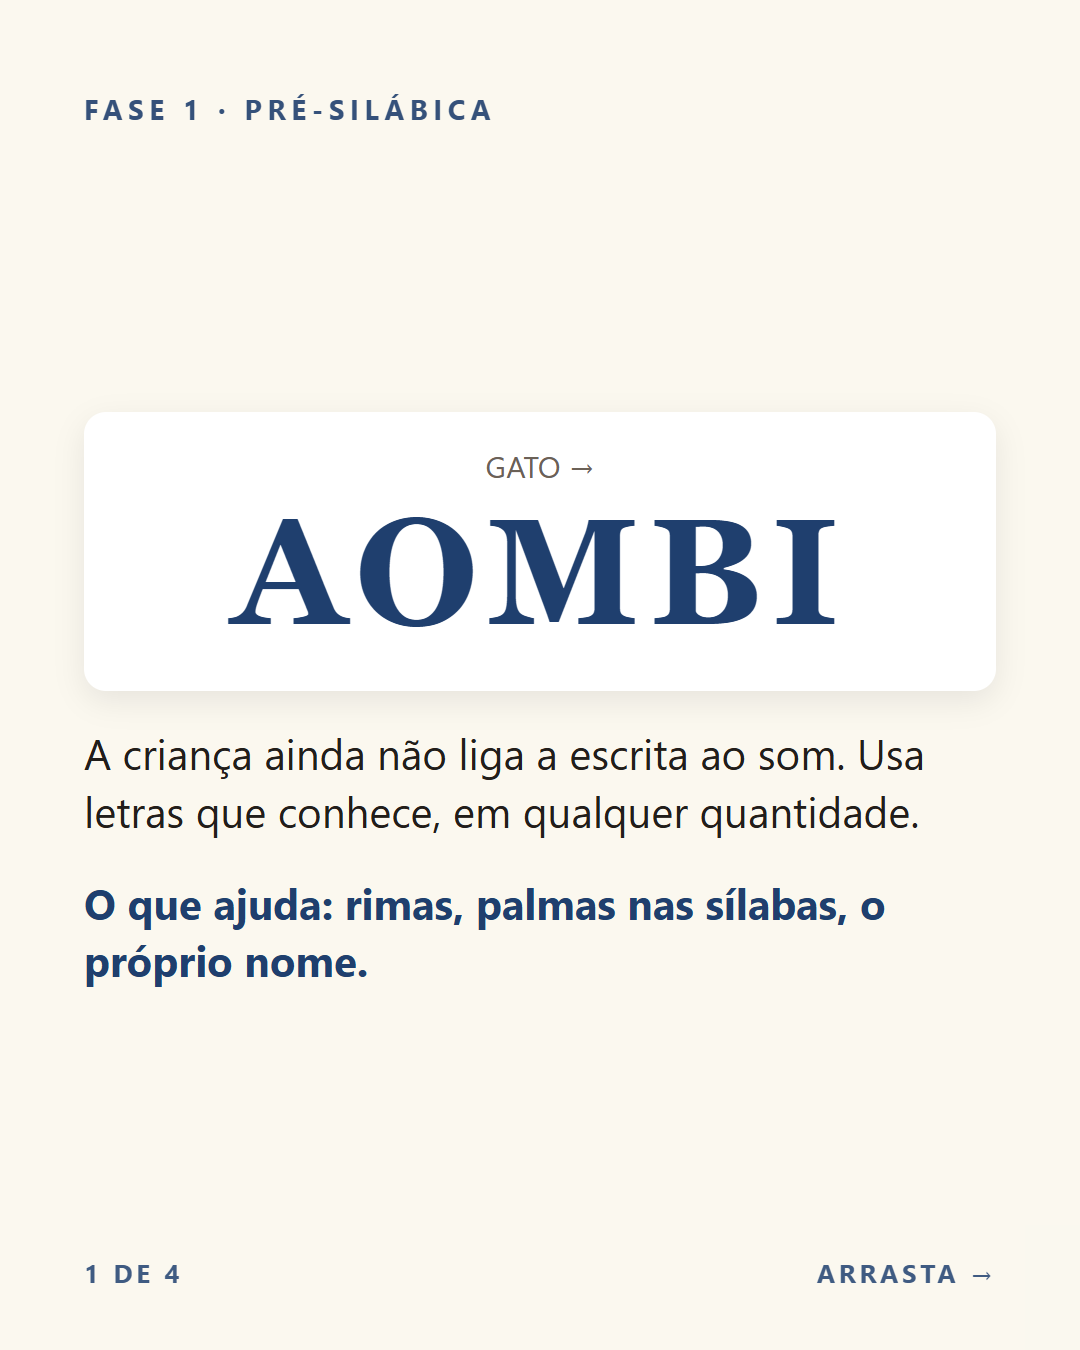 FASE 1 · PRÉ-SILÁBICA
GATO →
AOMBI
A criança ainda não liga a escrita ao som. Usa
letras que conhece, em qualquer quantidade.
O que ajuda: rimas, palmas nas sílabas, o
próprio nome.
1 DE 4
ARRASTA →